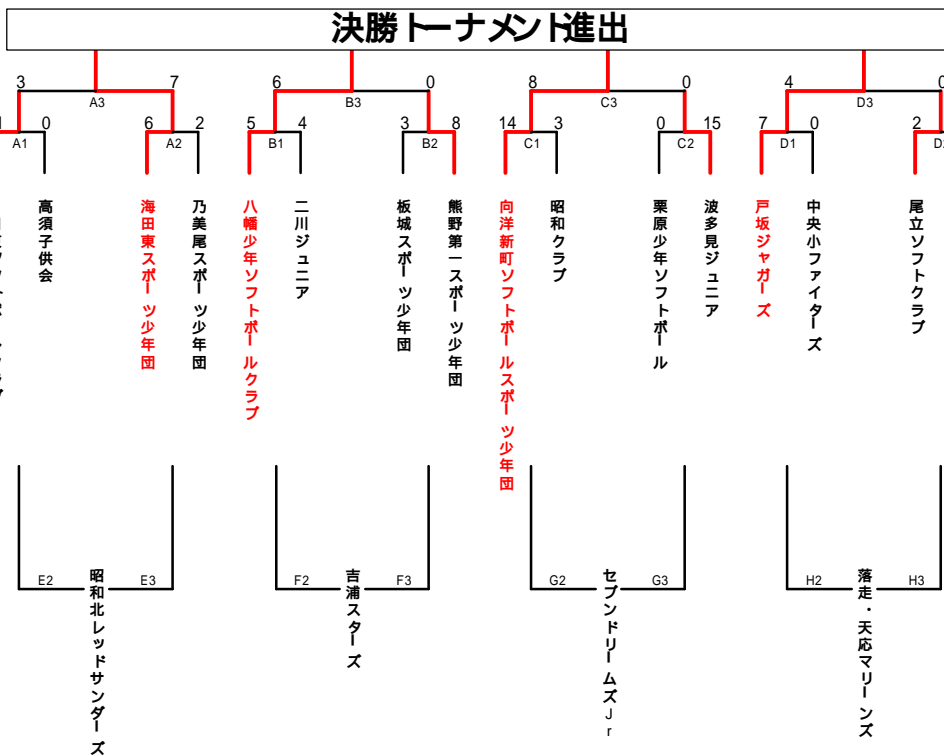 決勝トーナメント進出
3
7
6
0
8
0
4
0
A3
B3
C3
D3
0
6
2
5
4
3
8
14
3
0
15
7
0
2
A1
A2
B1
B2
C1
C2
D1
高須子供会
海田東スポーツ少年団
乃美尾スポーツ少年団
八幡少年ソフトボールクラブ
二川ジュニア
板城スポーツ少年団
熊野第一スポーツ少年団
向洋新町ソフトボールスポーツ少年団
昭和クラブ
栗原少年ソフトボール
波多見ジュニア
戸坂ジャガーズ
中央小ファイターズ
尾立ソフトクラブ
E2
E3
F2
F3
G2
G3
H2
H3
昭和北レッドサンダーズ
吉浦スターズ
セブンドリームズJr
落走・天応マリーンズ